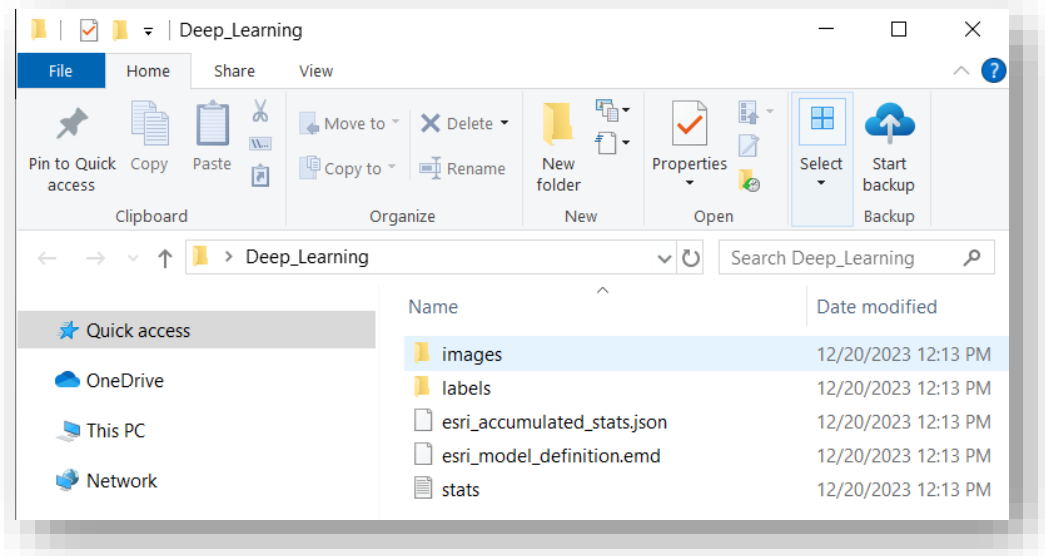 Deep_Learning
File Home Share View
?
Pin to Quick access
Copy
Paste
W...
Move to
Copy to
Delete
Rename
New folder
Properties
Select
Start backup
Clipboard Organize New Open Backup
> Deep_Learning
Search Deep_Learning
Name Date modified
Quick access
OneDrive
This PC
Network
images 12/20/2023 12:13 PM
labels 12/20/2023 12:13 PM
esri_accumulated_stats.json 12/20/2023 12:13 PM
esri_model_definition.emd 12/20/2023 12:13 PM
stats 12/20/2023 12:13 PM